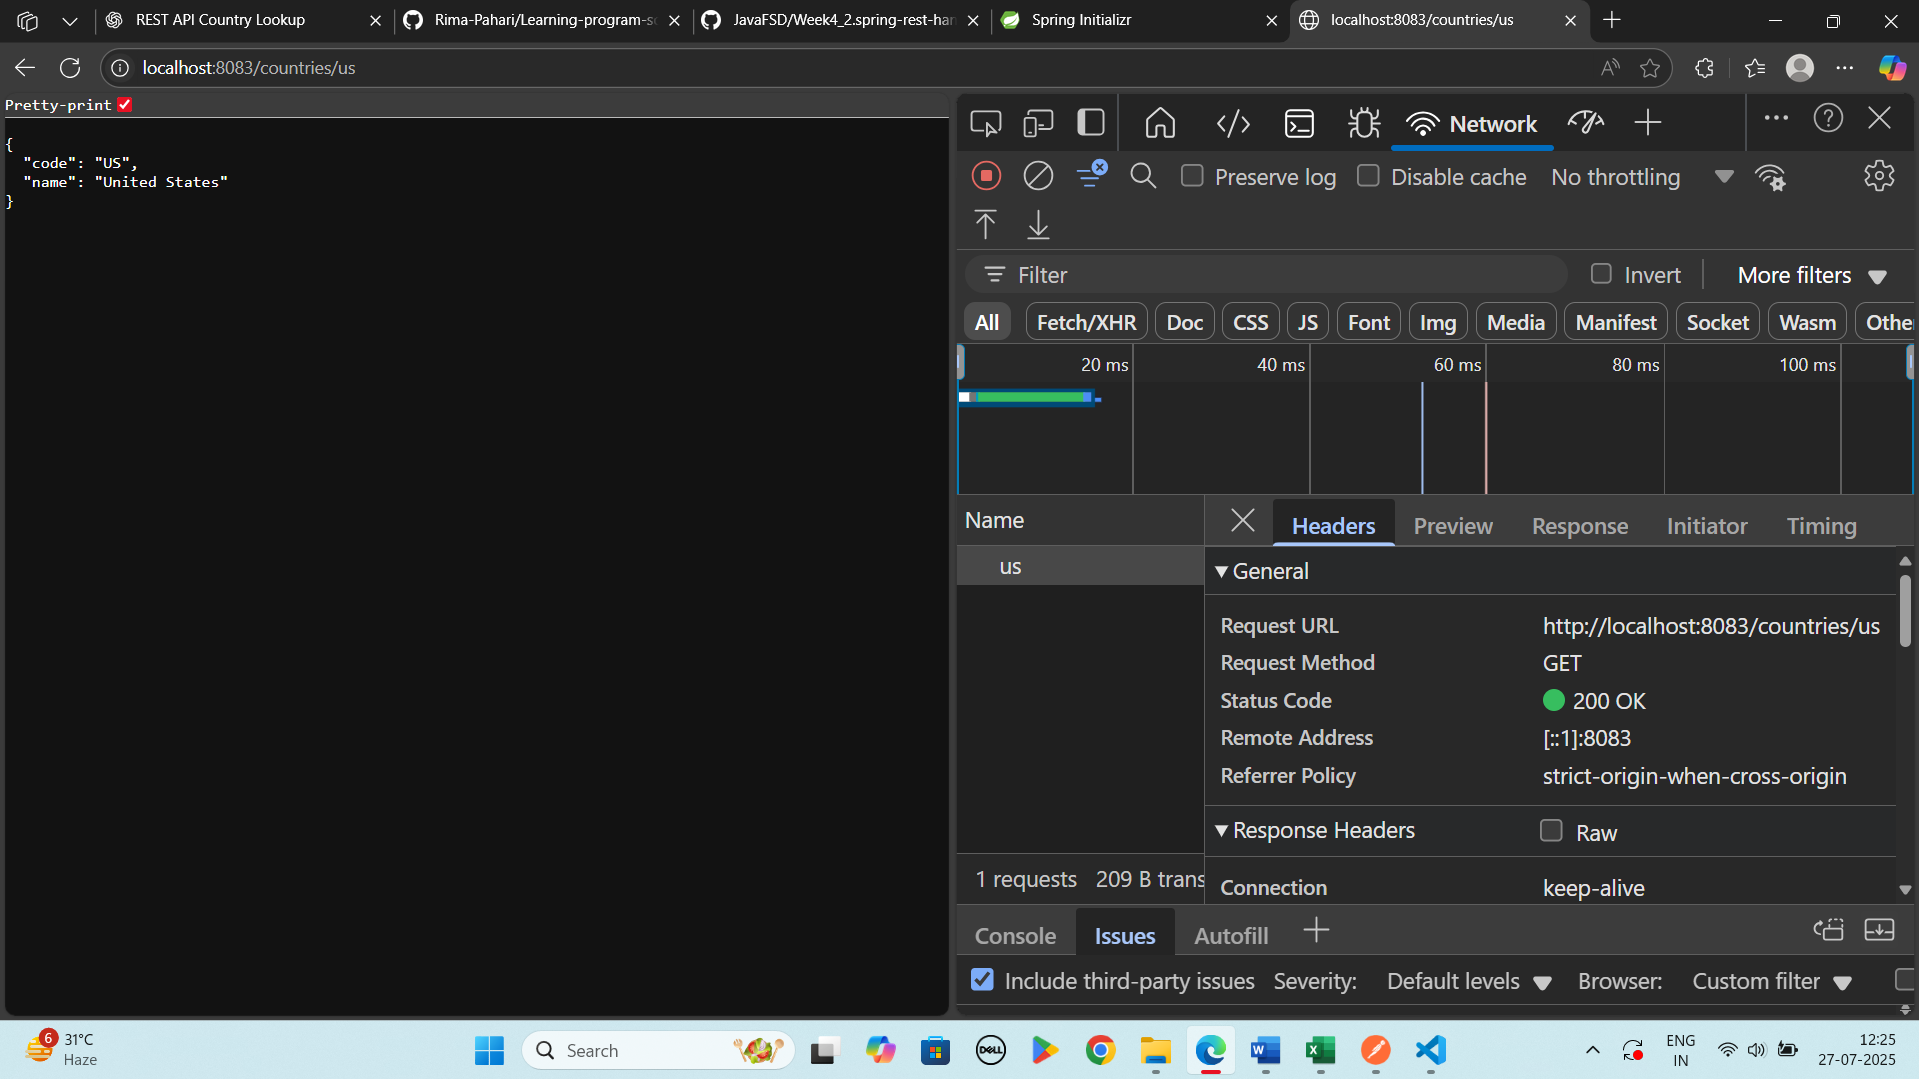 REST API Country Lookup
Rima-Pahari/Learning-program-s
JavaFSD/Week4_2.spring-rest-han
Spring Initializr
localhost:8083/countries/us
localhost:8083/countries/us
Pretty-print
{
"code": "US",
"name": "United States"
}
Network
Preserve log
Disable cache
No throttling
Filter
Invert
More filters
All
Fetch/XHR
Doc
CSS
JS
Font
Img
Media
Manifest
Socket
Wasm
Othe
20 ms
40 ms
60 ms
80 ms
100 ms
Name
Headers
Preview
Response
Initiator
Timing
us
General
Request URL
http://localhost:8083/countries/us
Request Method
GET
Status Code
200 OK
Remote Address
[::1]:8083
Referrer Policy
strict-origin-when-cross-origin
Response Headers
Raw
1 requests
209 B trans
Connection
keep-alive
Console
Issues
Autofill
Include third-party issues
Severity:
Default levels
Browser:
Custom filter
6
31°C
Haze
Search
DELL
W
X
ENG
IN
12:25
27-07-2025